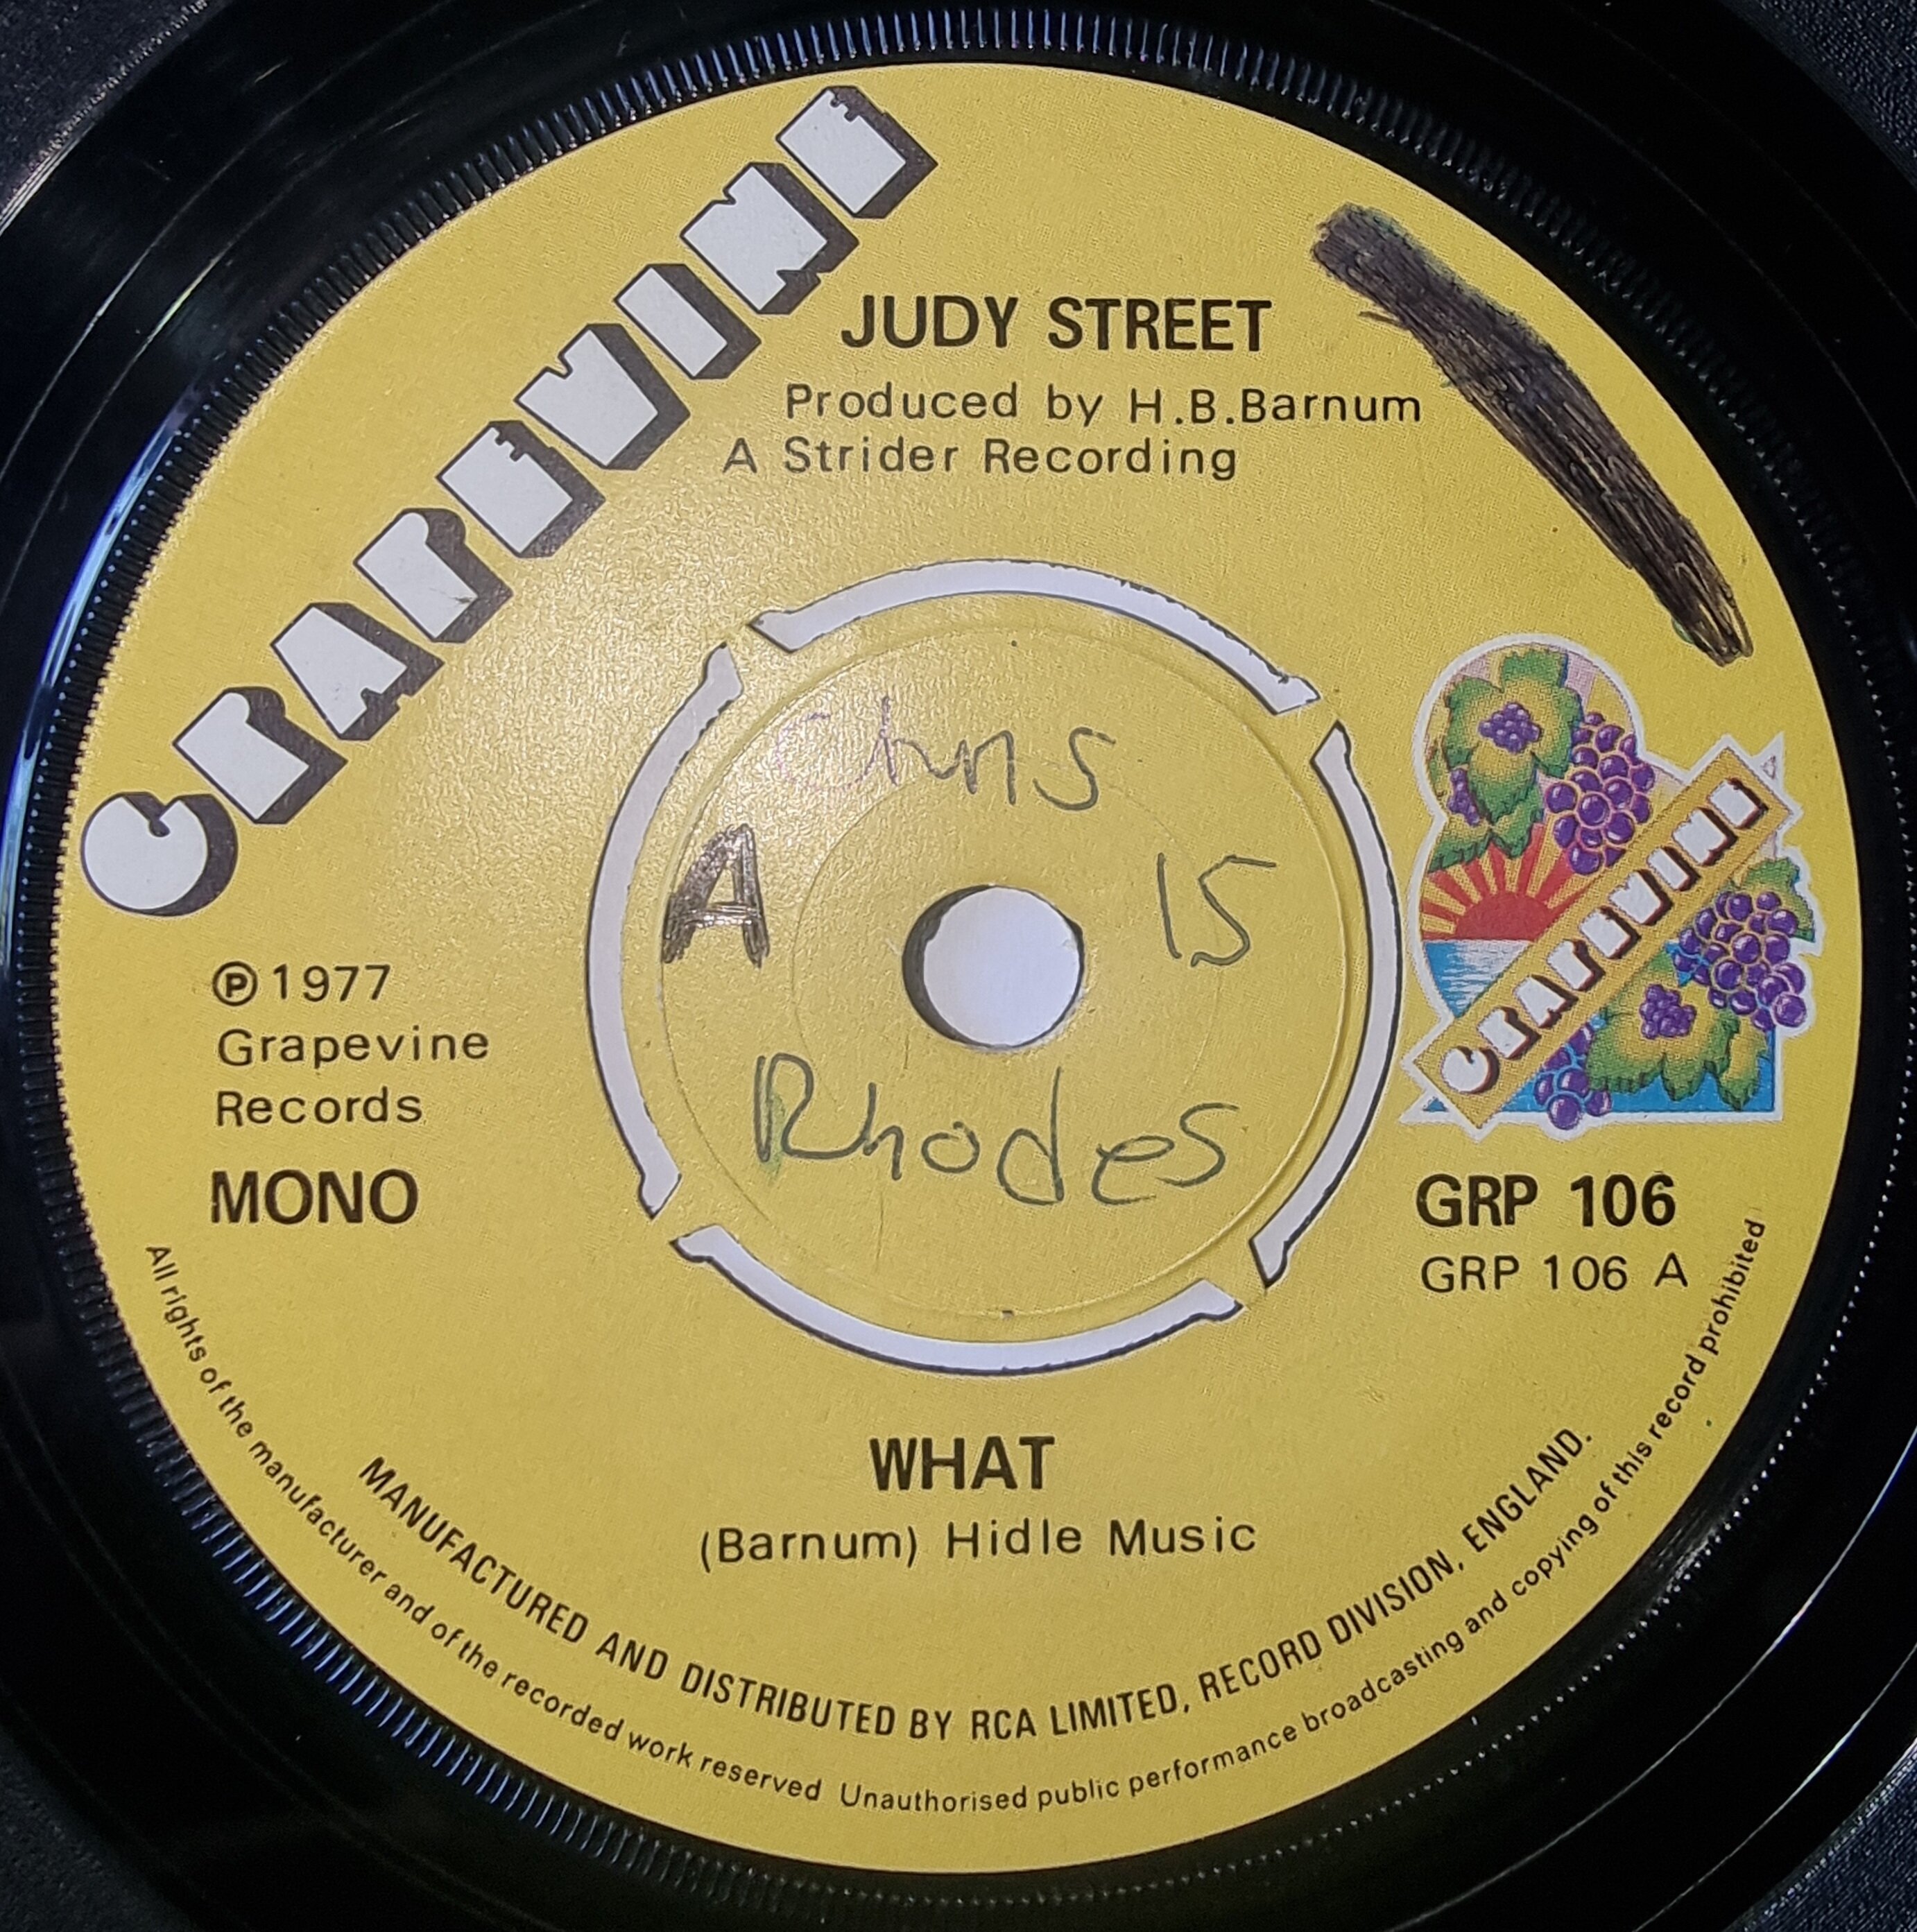 GRAPEVINE
JUDY STREET
Produced by H.B.Barnum
A Strider Recording
Chris
A
15
Rhodes
GRAPEVINE
Ⓟ1977
Grapevine
Records
MONO
GRP 106
GRP 106 A
WHAT
(Barnum) Hidle Music
MANUFACTURED AND DISTRIBUTED BY RCA LIMITED, RECORD DIVISION, ENGLAND.
All rights of the manufacturer and of the recorded work reserved Unauthorised public performance broadcasting and copying of this record prohibited